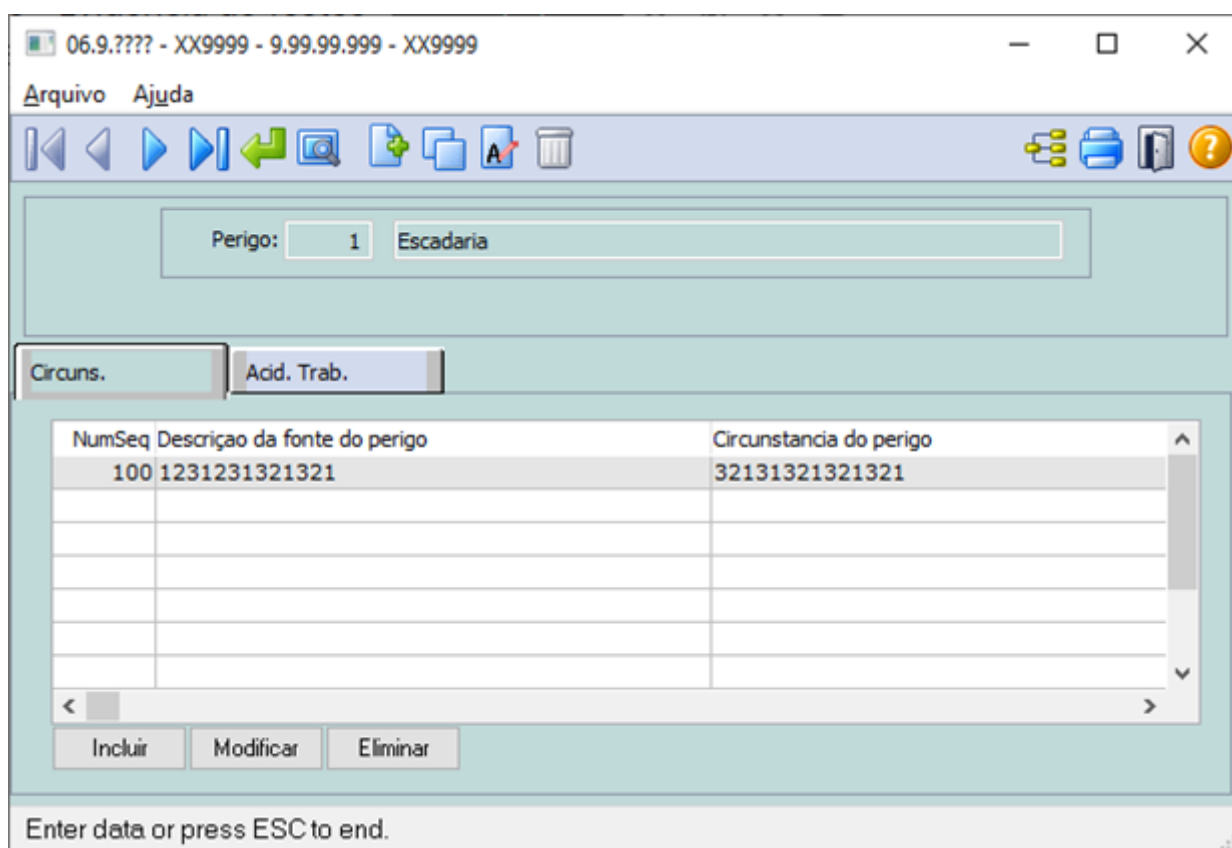 06.9.???? - XX9999 - 9.99.99.999 - XX9999
Arquivo Ajuda
Perigo: 1 Escadaria
Circuns. Acid. Trab.
NumSeq Descriçao da fonte do perigo Circunstancia do perigo
100 1231231321321 32131321321321
Incluir Modificar Eliminar
Enter data or press ESC to end.